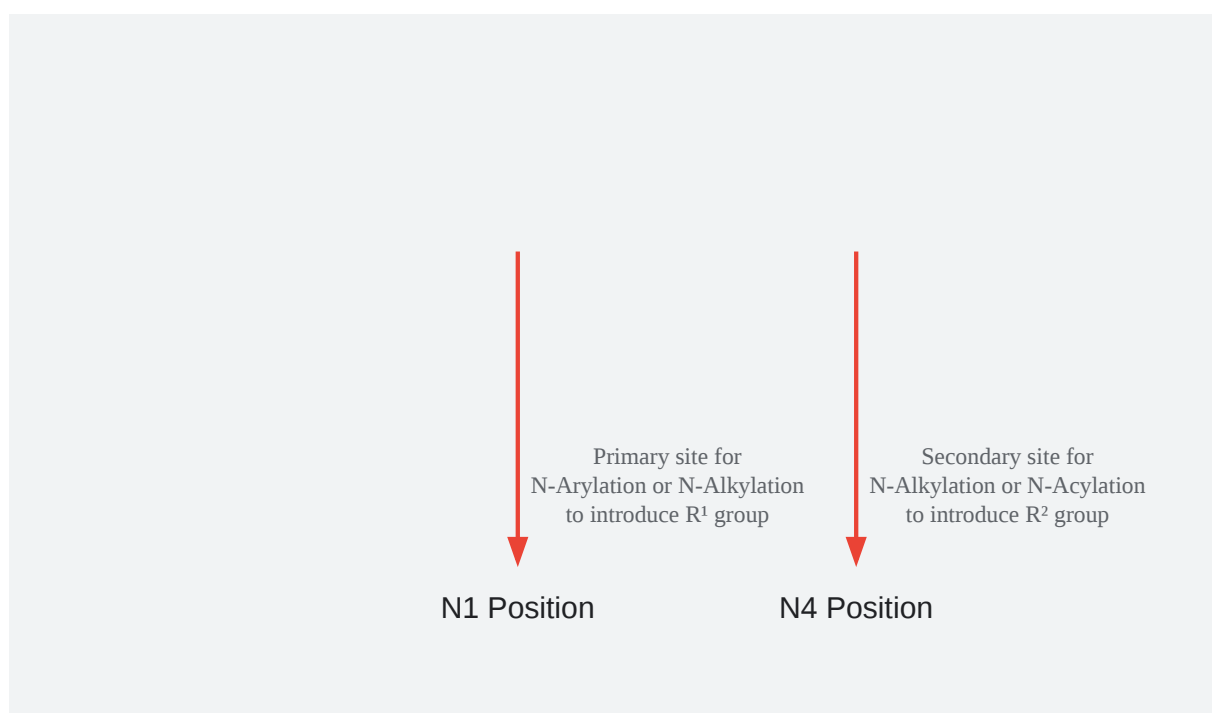 Primary site for
N-Arylation or N-Alkylation
to introduce R¹ group
Secondary site for
N-Alkylation or N-Acylation
to introduce R² group
N1 Position
N4 Position